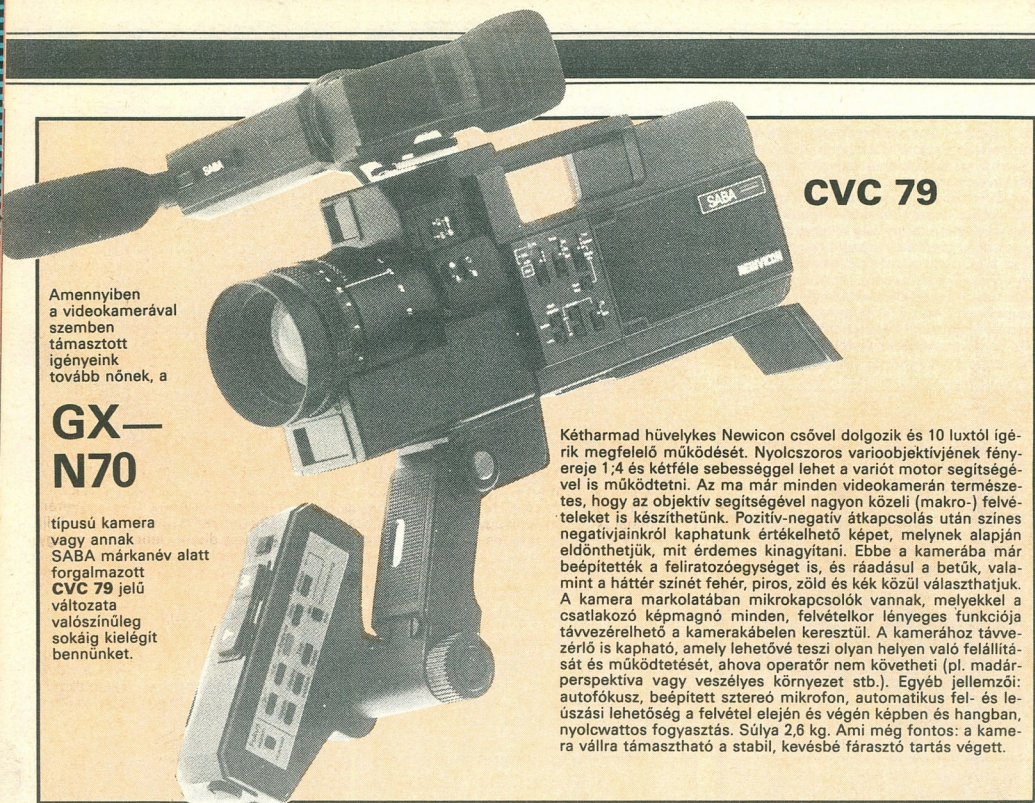 CVC 79
SABA
SABA
NEWVICON
Amennyiben
a videokamerával
szemben
támasztott
igényeink
tovább nőnek, a
GX—
N70
típusú kamera
vagy annak
SABA márkanév alatt
forgalmazott
CVC 79 jelű
változata
valószínűleg
sokáig kielégít
bennünket.
Kétharmad hüvelykes Newicon csővel dolgozik és 10 luxtól ígé-
rik megfelelő működését. Nyolcszoros varioobjektívjének fény-
ereje 1;4 és kétféle sebességgel lehet a variót motor segítségé-
vel is működtetni. Az ma már minden videokamerán természe-
tes, hogy az objektív segítségével nagyon közeli (makro-) felvé-
teleket is készíthetünk. Pozitív-negatív átkapcsolás után színes
negatívjainkról kaphatunk értékelhető képet, melynek alapján
eldönthetjük, mit érdemes kinagyítani. Ebbe a kamerába már
beépítették a feliratozóegységet is, és ráadásul a betűk, vala-
mint a háttér színét fehér, piros, zöld és kék közül választhatjuk.
A kamera markolatában mikrokapcsolók vannak, melyekkel a
csatlakozó képmagnó minden, felvételkor lényeges funkciója
távvezérelhető a kamerakábelen keresztül. A kamerához távve-
zérlő is kapható, amely lehetővé teszi olyan helyen való felállítá-
sát és működtetését, ahova operatőr nem követheti (pl. madár-
perspektíva vagy veszélyes környezet stb.). Egyéb jellemzői:
autofókusz, beépített sztereó mikrofon, automatikus fel- és le-
úszási lehetőség a felvétel elején és végén képben és hangban,
nyolcwattos fogyasztás. Súlya 2,6 kg. Ami még fontos: a kame-
ra vállra támasztható a stabil, kevésbé fárasztó tartás végett.